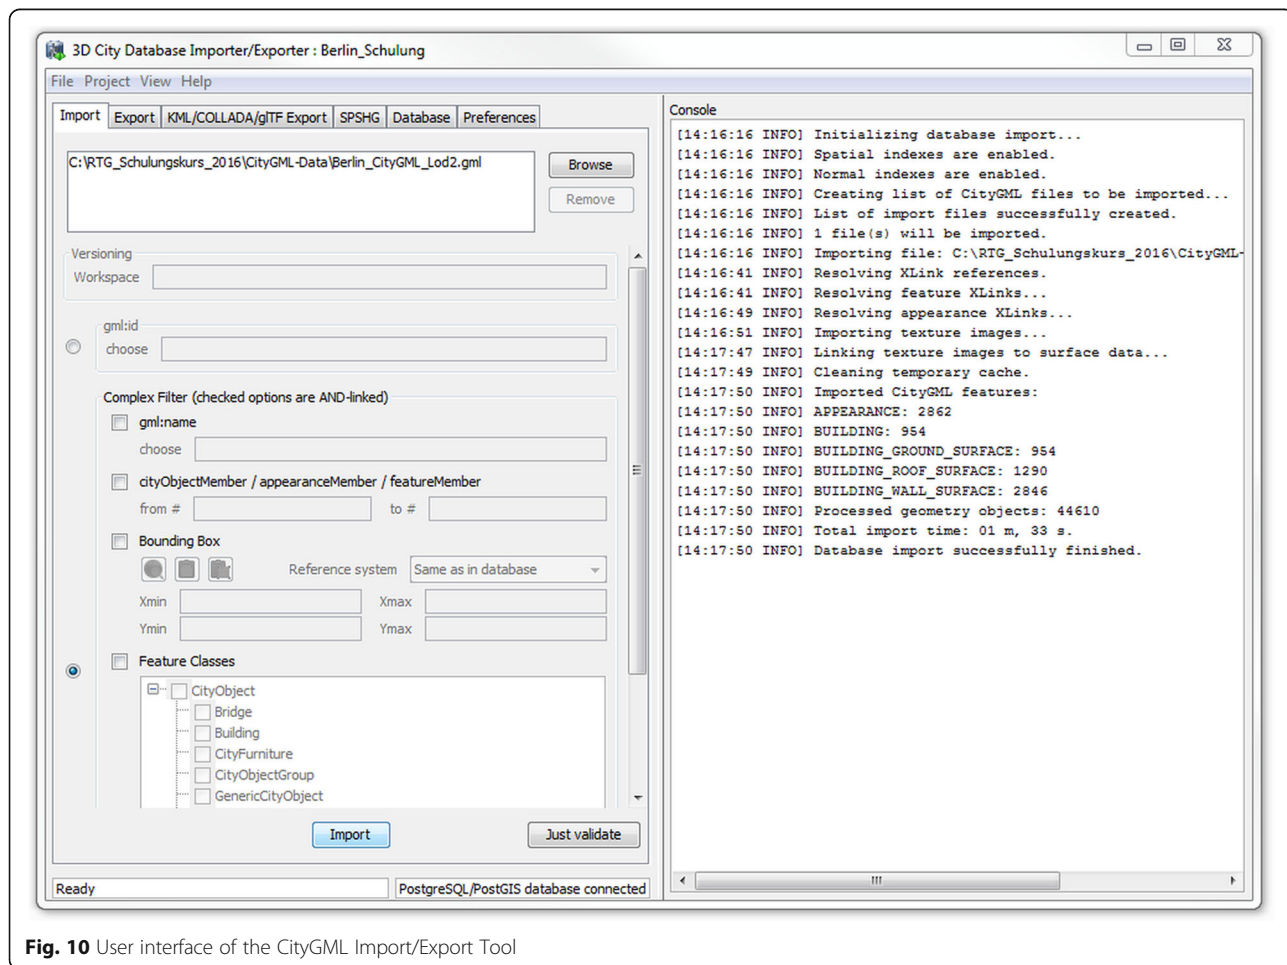 3D City Database Importer/Exporter : Berlin_Schulung
File Project View Help
Import Export KML/COLLADA/glTF Export SPSHG Database Preferences
C:\RTG_Schulungskurs_2016\CityGML-Data\Berlin_CityGML_Lod2.gml
Browse
Remove
Versioning
Workspace
gml:id
choose
Complex Filter (checked options are AND-linked)
gml:name
choose
cityObjectMember / appearanceMember / featureMember
from # to #
Bounding Box
Reference system Same as in database
Xmin Xmax
Ymin Ymax
Feature Classes
CityObject
Bridge
Building
CityFurniture
CityObjectGroup
GenericCityObject
Import Just validate
Ready PostgreSQL/PostGIS database connected
Console
[14:16:16 INFO] Initializing database import...
[14:16:16 INFO] Spatial indexes are enabled.
[14:16:16 INFO] Normal indexes are enabled.
[14:16:16 INFO] Creating list of CityGML files to be imported...
[14:16:16 INFO] List of import files successfully created.
[14:16:16 INFO] 1 file(s) will be imported.
[14:16:16 INFO] Importing file: C:\RTG_Schulungskurs_2016\CityGML-
[14:16:41 INFO] Resolving XLink references.
[14:16:41 INFO] Resolving feature XLinks...
[14:16:49 INFO] Resolving appearance XLinks...
[14:16:51 INFO] Importing texture images...
[14:17:47 INFO] Linking texture images to surface data...
[14:17:49 INFO] Cleaning temporary cache.
[14:17:50 INFO] Imported CityGML features:
[14:17:50 INFO] APPEARANCE: 2862
[14:17:50 INFO] BUILDING: 954
[14:17:50 INFO] BUILDING_GROUND_SURFACE: 954
[14:17:50 INFO] BUILDING_ROOF_SURFACE: 1290
[14:17:50 INFO] BUILDING_WALL_SURFACE: 2846
[14:17:50 INFO] Processed geometry objects: 44610
[14:17:50 INFO] Total import time: 01 m, 33 s.
[14:17:50 INFO] Database import successfully finished.
Fig. 10 User interface of the CityGML Import/Export Tool